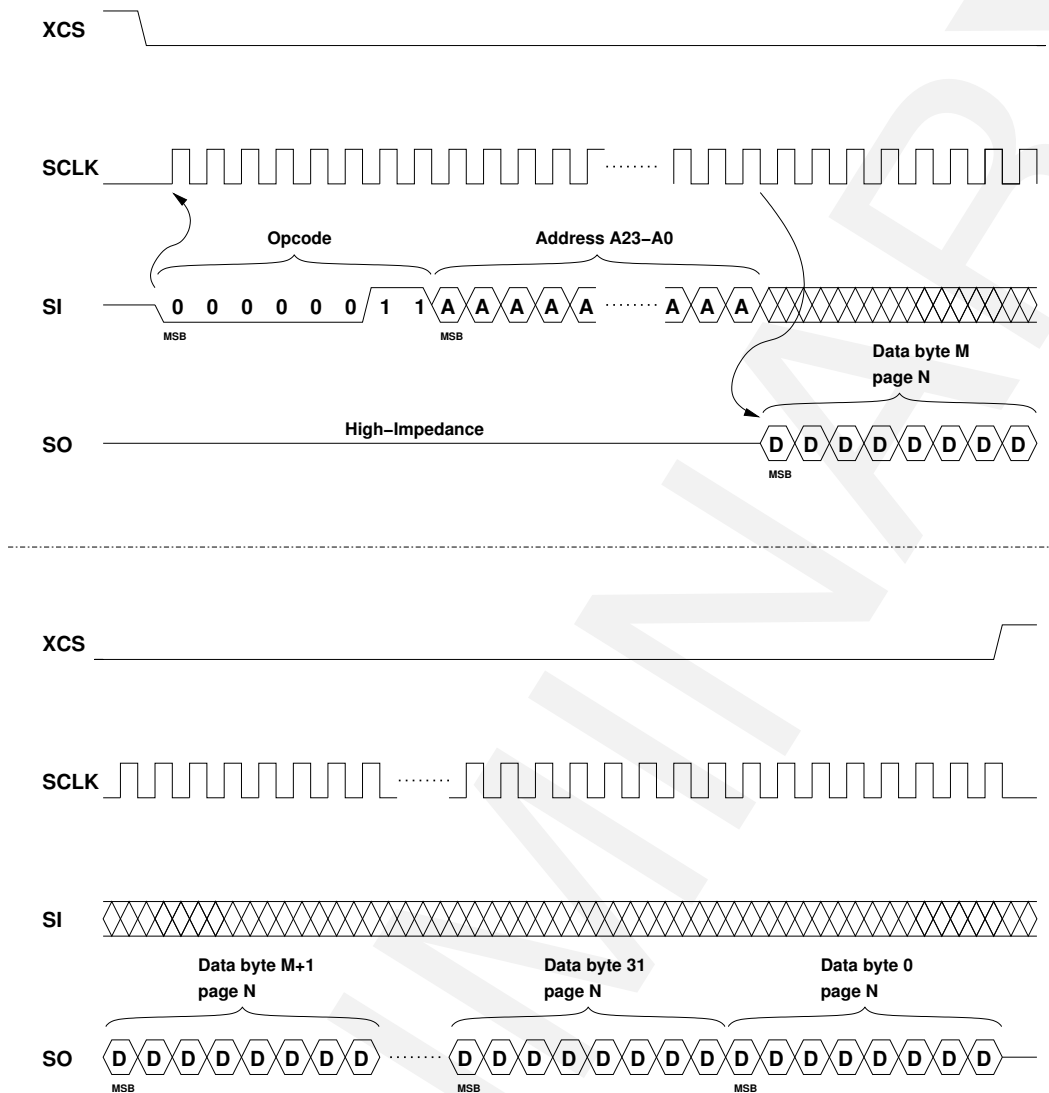 XCS
SCLK
Opcode
Address A23–A0
SI
0 0 0 0 0 0 1 1 A A A A A A A A
MSB
MSB
Data byte M
page N
SO
High–Impedance
D D D D D D D D
MSB
XCS
SCLK
SI
Data byte M+1
page N
Data byte 31
page N
Data byte 0
page N
SO
D D D D D D D D D D D D D D D D D D D D D D D D
MSB
MSB
MSB